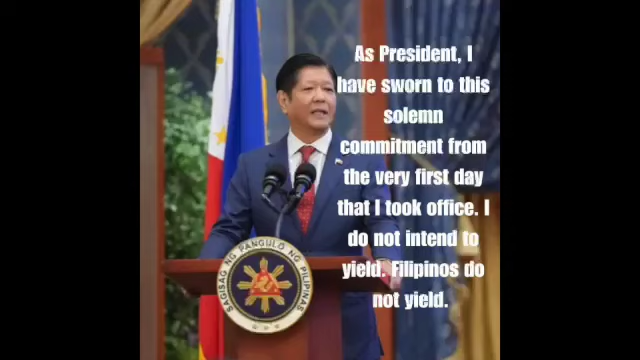 As President, I
have sworn to this
solemn
commitment from
the very first day
that I took office. I
do not intend to
yield. Filipinos do
not yield.
SAGISAG NG PANGULO NG PILIPINAS